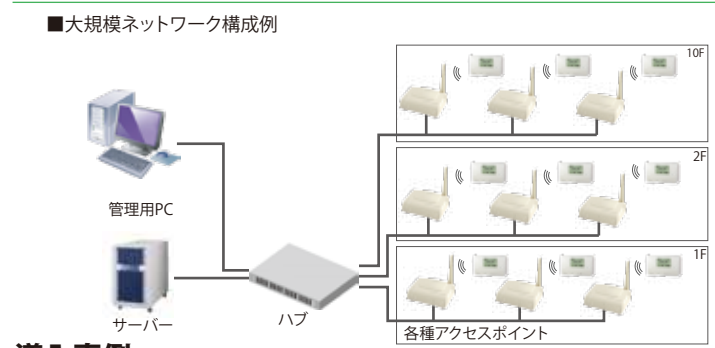 ■大規模ネットワーク構成例
10F
2F
管理用PC
1F
サーバー
ハブ
各種アクセスポイント